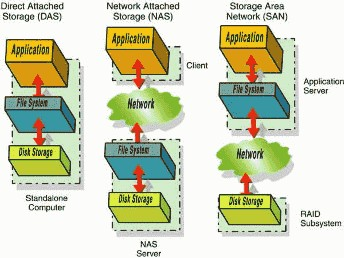 Direct Attached
Storage (DAS)
Application
File System
Disk Storage
Standalone
Computer
Network Attached
Storage (NAS)
Application
Client
Network
File System
Disk Storage
NAS
Server
Storage Area
Network (SAN)
Application
File System
Application
Server
Network
Disk Storage
RAID
Subsystem